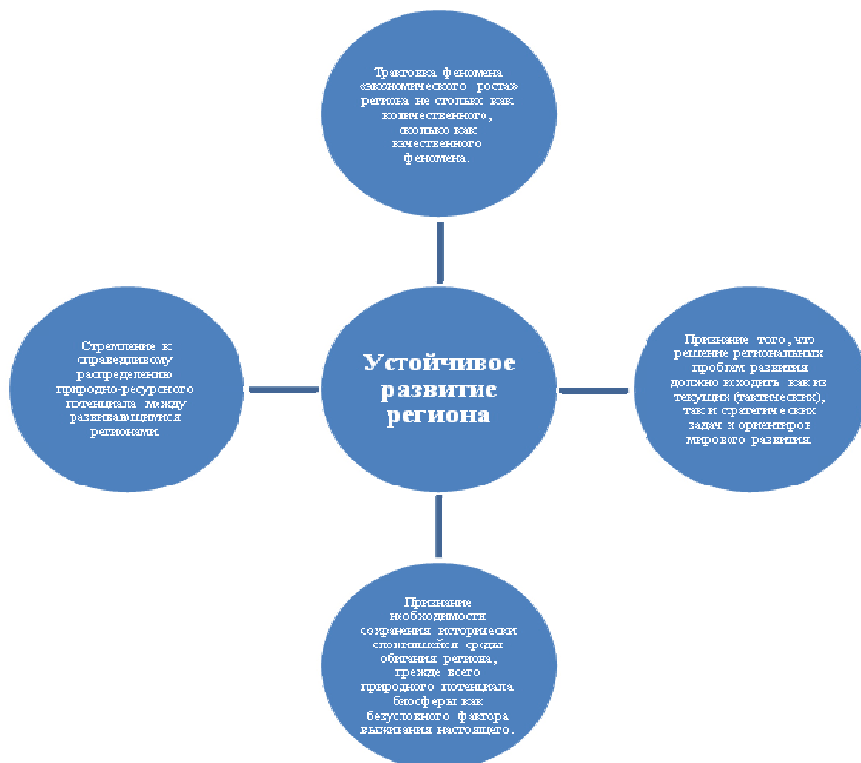 Трактовка феномена
«экономического роста»
региона не столько как
количественного,
сколько как
качественного
феномена.
Стремление к
справедливому
распределению
природно-ресурсного
потенциала между
развивающимися
регионами.
Устойчивое
развитие
региона
Признание того, что
решение региональных
проблем развития
должно исходить как из
текущих (тактических),
так и стратегических
задач и ориентиров
мирового развития.
Признание
необходимости
сохранения исторически
сложившейся среды
обитания региона,
прежде всего
природного потенциала
биосферы как
безусловного фактора
выживания настоящего.